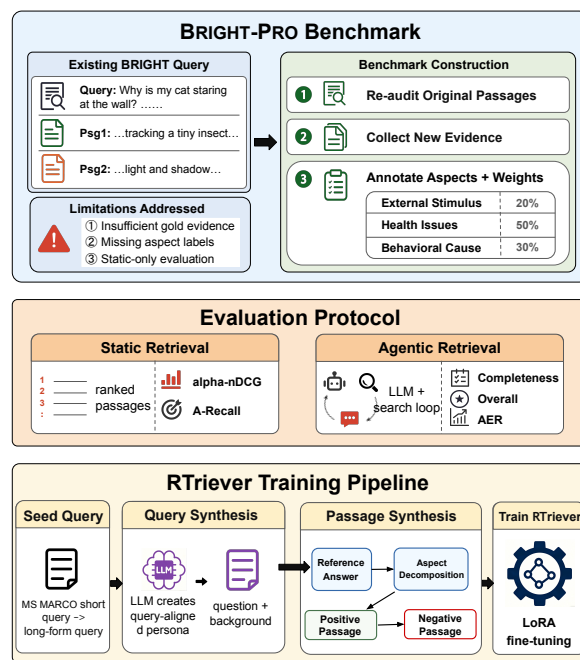 BRIGHT-PRO Benchmark
Existing BRIGHT Query
Query: Why is my cat staring
at the wall? ……
Psg1: …tracking a tiny insect…
Psg2: …light and shadow…
Limitations Addressed
① Insufficient gold evidence
② Missing aspect labels
③ Static-only evaluation
Benchmark Construction
1 Re-audit Original Passages
2 Collect New Evidence
3 Annotate Aspects + Weights
External Stimulus 20%
Health Issues 50%
Behavioral Cause 30%
Evaluation Protocol
Static Retrieval
1
2
3
:
ranked
passages
alpha-nDCG
A-Recall
Agentic Retrieval
LLM +
search loop
Completeness
Overall
AER
RTriever Training Pipeline
Seed Query
MS MARCO short
query ->
long-form query
Query Synthesis
LLM
LLM creates
query-aligne
d persona
question +
background
Passage Synthesis
Reference
Answer
Aspect
Decomposition
Positive
Passage
Negative
Passage
Train RTriever
LoRA
fine-tuning